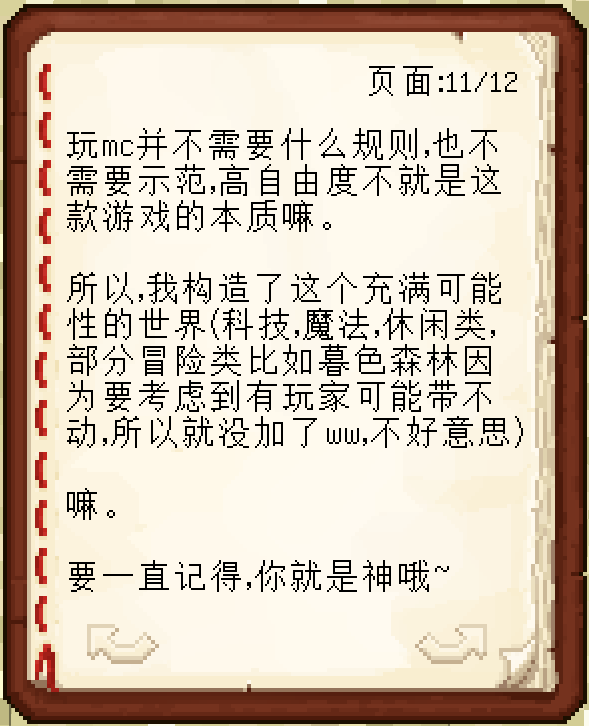 页面:11/12
玩mc并不需要什么规则,也不
需要示范,高自由度不就是这
款游戏的本质嘛。
所以,我构造了这个充满可能
性的世界(科技,魔法,休闲类,
部分冒险类比如暮色森林因
为要考虑到有玩家可能带不
动,所以就没加了ww,不好意思)
嘛。
要一直记得,你就是神哦~